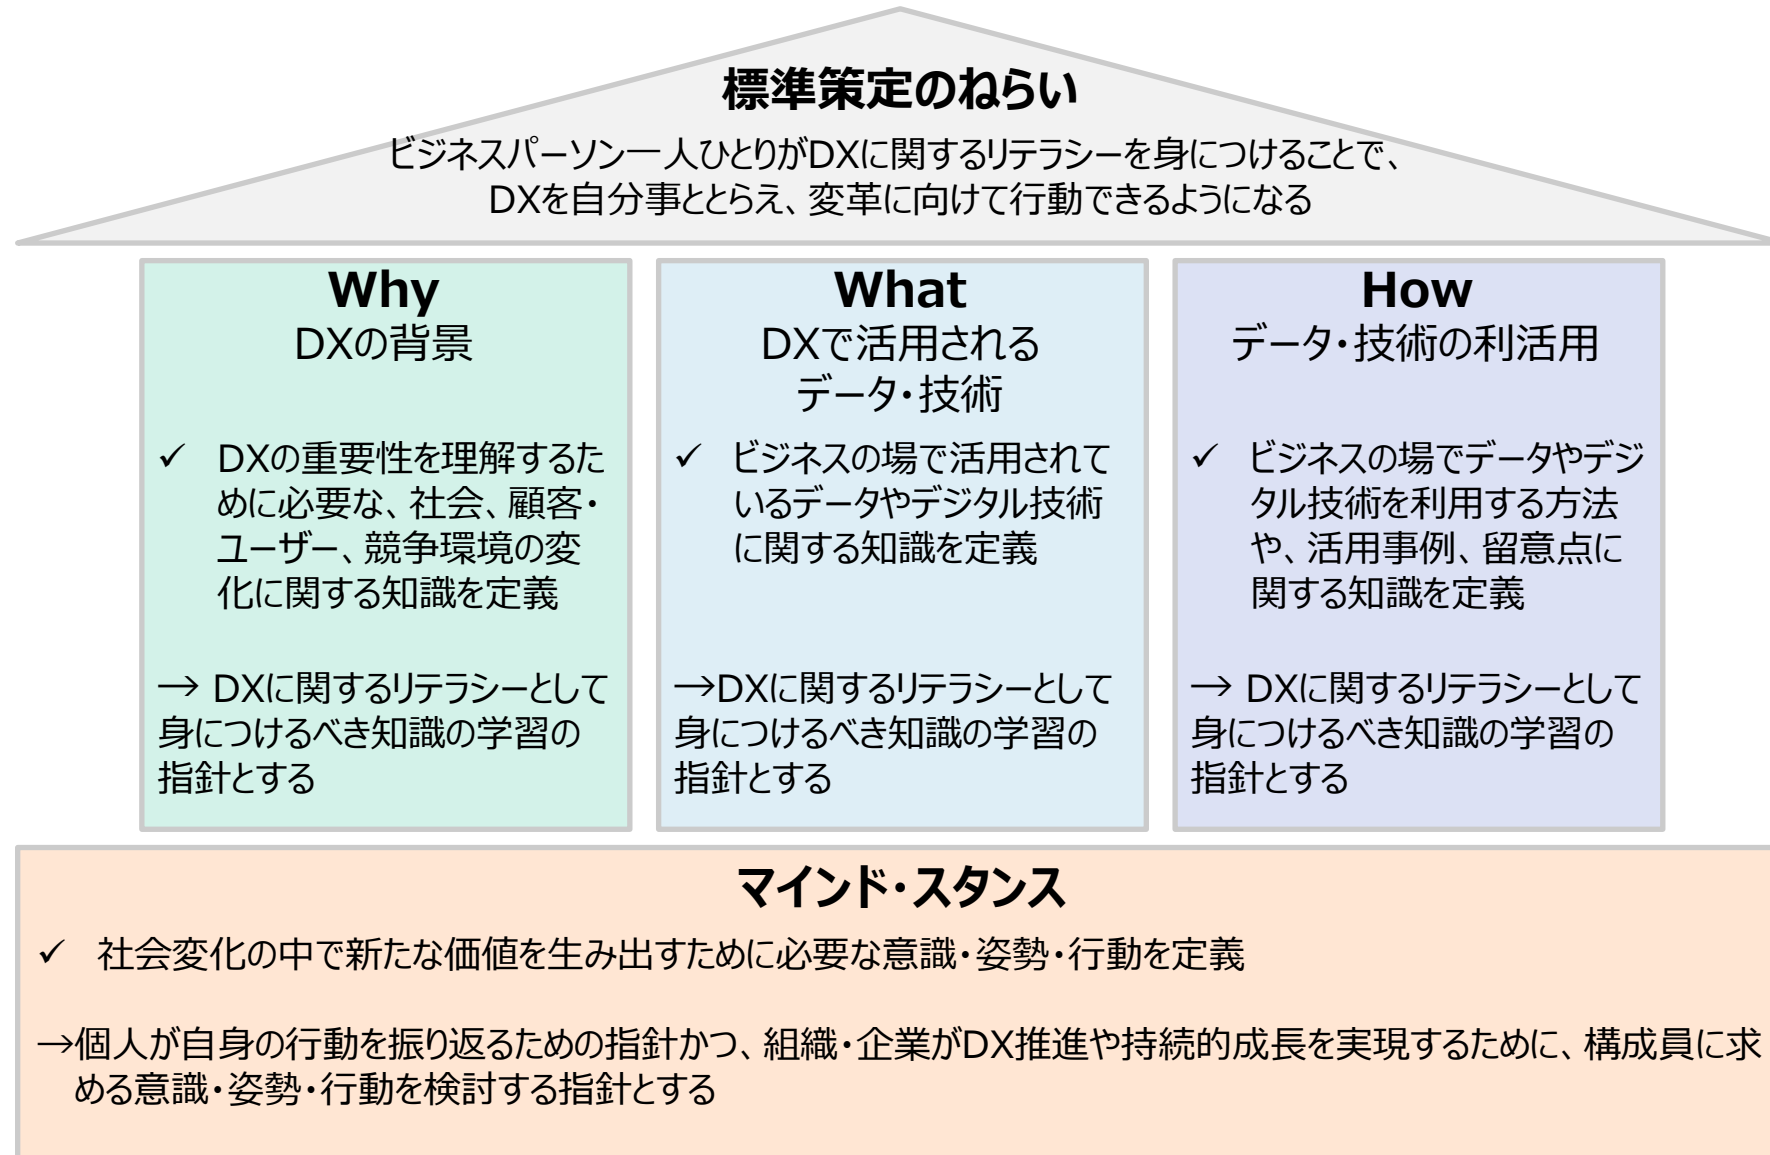 標準策定のねらい
ビジネスパーソン一人ひとりがDXに関するリテラシーを身につけることで、
DXを自分事ととらえ、変革に向けて行動できるようになる
Why
DXの背景
✓ DXの重要性を理解するた
めに必要な、社会、顧客・
ユーザー、競争環境の変
化に関する知識を定義
→ DXに関するリテラシーとして
身につけるべき知識の学習の
指針とする
What
DXで活用される
データ・技術
✓ ビジネスの場で活用されて
いるデータやデジタル技術
に関する知識を定義
→DXに関するリテラシーとして
身につけるべき知識の学習の
指針とする
How
データ・技術の利活用
✓ ビジネスの場でデータやデジ
タル技術を利用する方法
や、活用事例、留意点に
関する知識を定義
→ DXに関するリテラシーとして
身につけるべき知識の学習の
指針とする
マインド・スタンス
✓ 社会変化の中で新たな価値を生み出すために必要な意識・姿勢・行動を定義
→個人が自身の行動を振り返るための指針かつ、組織・企業がDX推進や持続的成長を実現するために、構成員に求
める意識・姿勢・行動を検討する指針とする